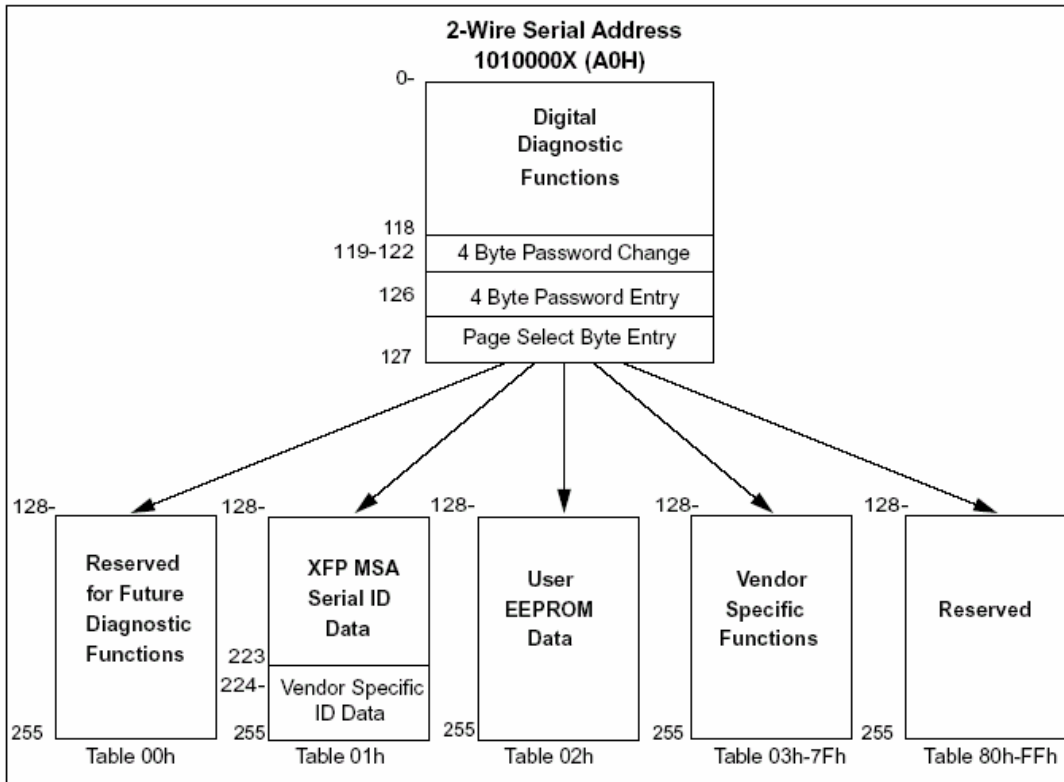 2-Wire Serial Address
1010000X (A0H)
0-
Digital
Diagnostic
Functions
118
119-122
4 Byte Password Change
126
4 Byte Password Entry
Page Select Byte Entry
127
128-
Reserved
for Future
Diagnostic
Functions
255
Table 00h
128-
XFP MSA
Serial ID
Data
223
224-
Vendor Specific
ID Data
255
Table 01h
128-
User
EEPROM
Data
255
Table 02h
128-
Vendor
Specific
Functions
255
Table 03h-7Fh
128-
Reserved
255
Table 80h-FFh